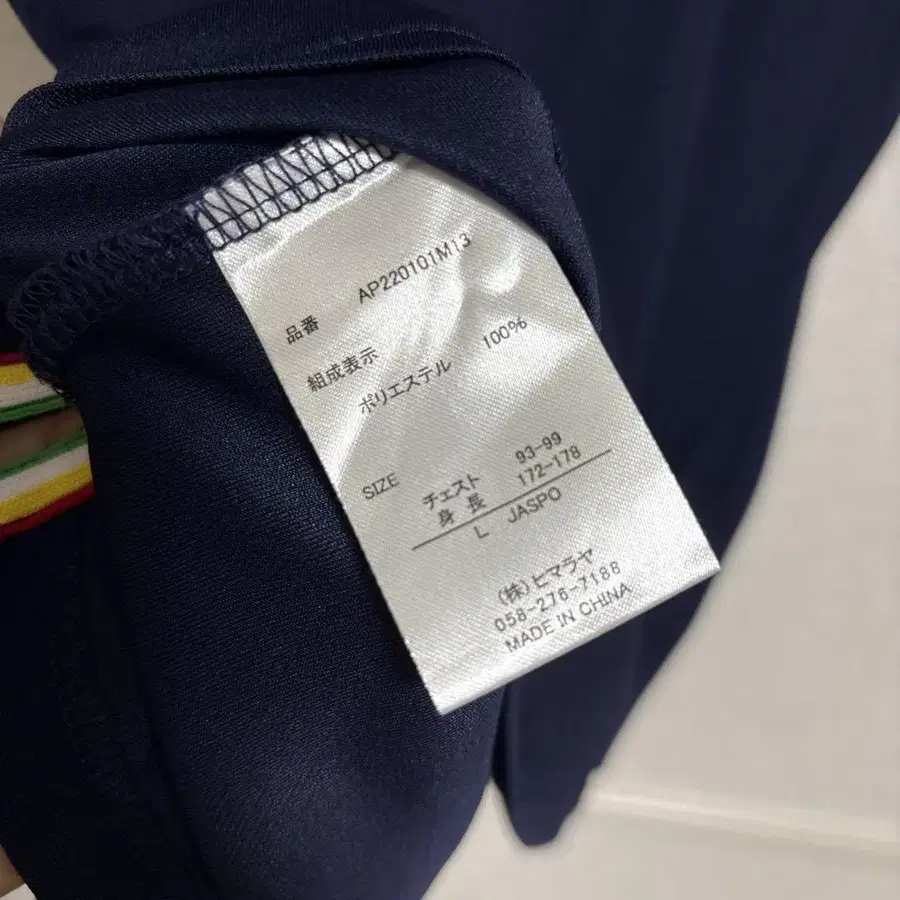 品番 AP220101M13
組成表示
ポリエステル 100%
SIZE チェスト 93-99
身 長 172-178
L JASPO
(株)ヒマラヤ
058-276-7188
MADE IN CHINA